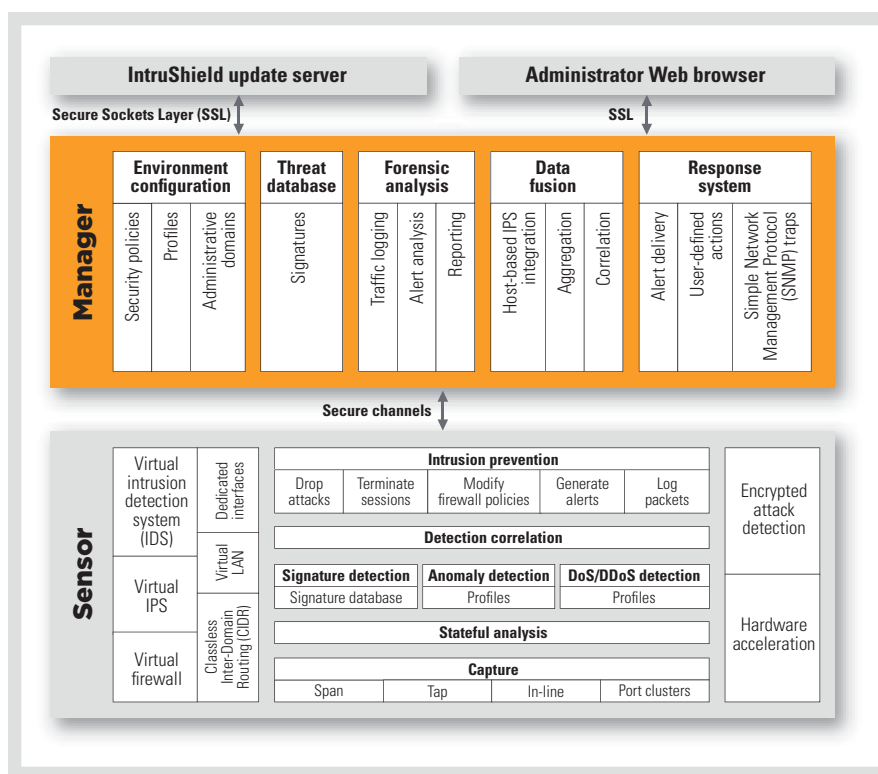 IntruShield update server
Administrator Web browser
Secure Sockets Layer (SSL)
SSL
Manager
Environment
configuration
Security policies
Profiles
Administrative
domains
Threat
database
Signatures
Forensic
analysis
Traffic logging
Alert analysis
Reporting
Data
fusion
Host-based IPS
integration
Aggregation
Correlation
Response
system
Alert delivery
User-defined
actions
Simple Network
Management Protocol
(SNMP) traps
Secure channels
Sensor
Virtual
intrusion
detection
system
(IDS)
Virtual
IPS
Virtual
firewall
Dedicated
interfaces
Virtual
LAN
Classless
Inter-Domain
Routing (CIDR)
Intrusion prevention
Drop
attacks
Terminate
sessions
Modify
firewall policies
Generate
alerts
Log
packets
Detection correlation
Signature detection
Signature database
Anomaly detection
Profiles
DoS/DDoS detection
Profiles
Stateful analysis
Capture
Span
Tap
In-line
Port clusters
Encrypted
attack
detection
Hardware
acceleration